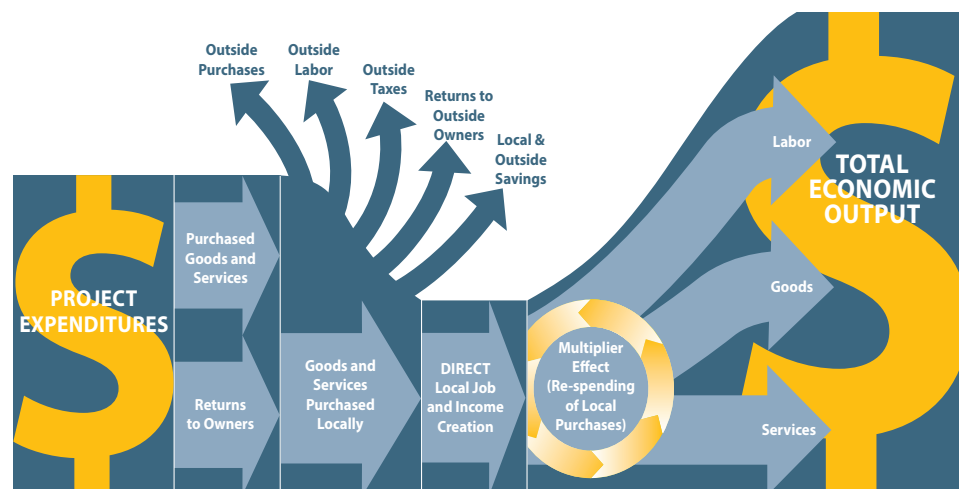 Outside
Purchases
Outside
Labor
Outside
Taxes
Returns to
Outside
Owners
Local &
Outside
Savings
PROJECT
EXPENDITURES
Purchased
Goods and
Services
Returns
to Owners
Goods and
Services
Purchased
Locally
DIRECT
Local Job
and Income
Creation
Multiplier
Effect
(Re-spending
of Local
Purchases)
Labor
Goods
Services
TOTAL
ECONOMIC
OUTPUT